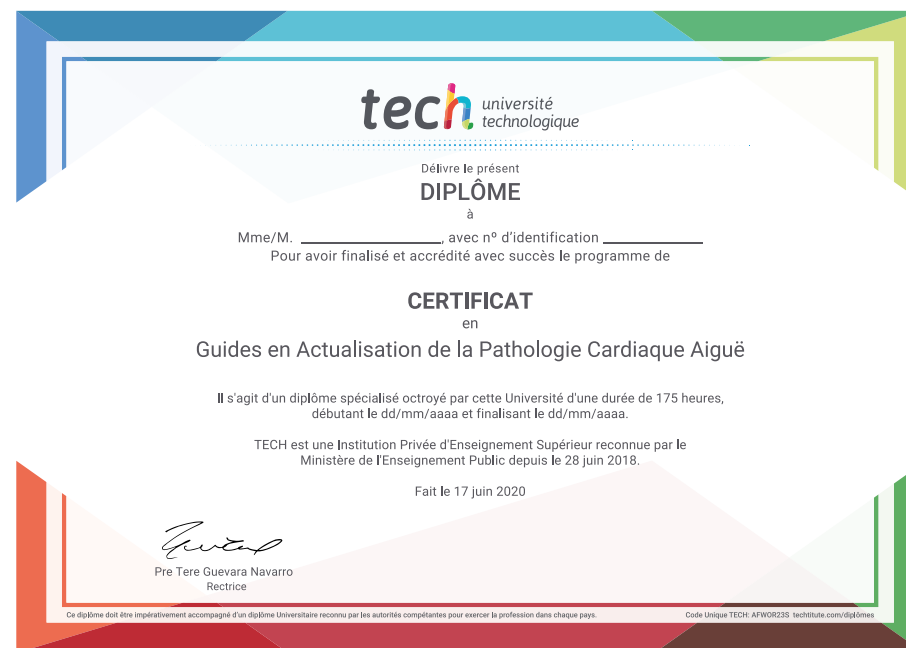 tech université
technologique
Délivre le présent
DIPLÔME
à
Mme/M. ____________________, avec nº d'identification ______________
Pour avoir finalisé et accrédité avec succès le programme de
CERTIFICAT
en
Guides en Actualisation de la Pathologie Cardiaque Aiguë
Il s'agit d'un diplôme spécialisé octroyé par cette Université d'une durée de 175 heures,
débutant le dd/mm/aaaa et finalisant le dd/mm/aaaa.
TECH est une Institution Privée d'Enseignement Supérieur reconnue par le
Ministère de l'Enseignement Public depuis le 28 juin 2018.
Fait le 17 juin 2020
Pre Tere Guevara Navarro
Rectrice
Ce diplôme doit être impérativement accompagné d'un diplôme Universitaire reconnu par les autorités compétantes pour exercer la profession dans chaque pays. Code Unique TECH: AFWOR23S techtitute.com/diplômes